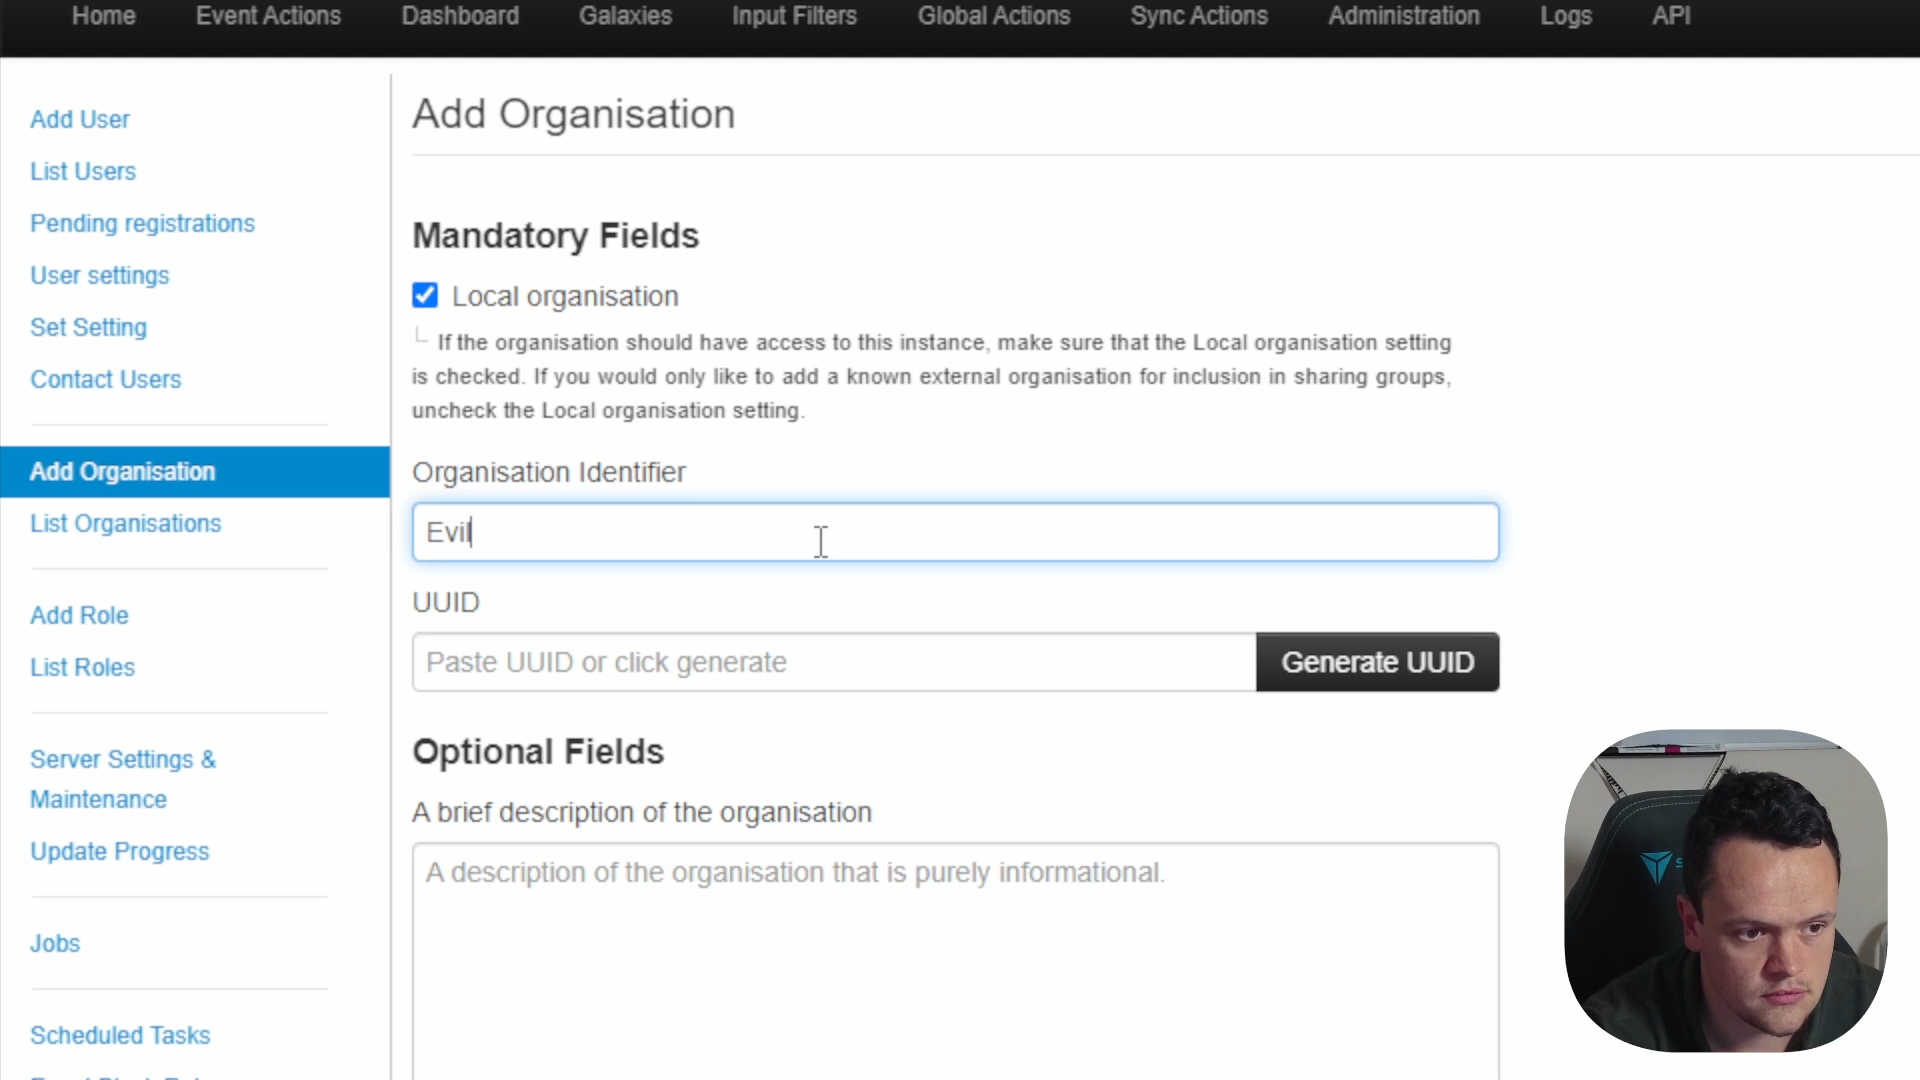 Home Event Actions Dashboard Galaxies Input Filters Global Actions Sync Actions Administration Logs API
Add User
List Users
Pending registrations
User settings
Set Setting
Contact Users
Add Organisation
List Organisations
Add Role
List Roles
Server Settings &
Maintenance
Update Progress
Jobs
Scheduled Tasks
Add Organisation
Mandatory Fields
Local organisation
If the organisation should have access to this instance, make sure that the Local organisation setting
is checked. If you would only like to add a known external organisation for inclusion in sharing groups,
uncheck the Local organisation setting.
Organisation Identifier
Evil
UUID
Paste UUID or click generate
Generate UUID
Optional Fields
A brief description of the organisation
A description of the organisation that is purely informational.